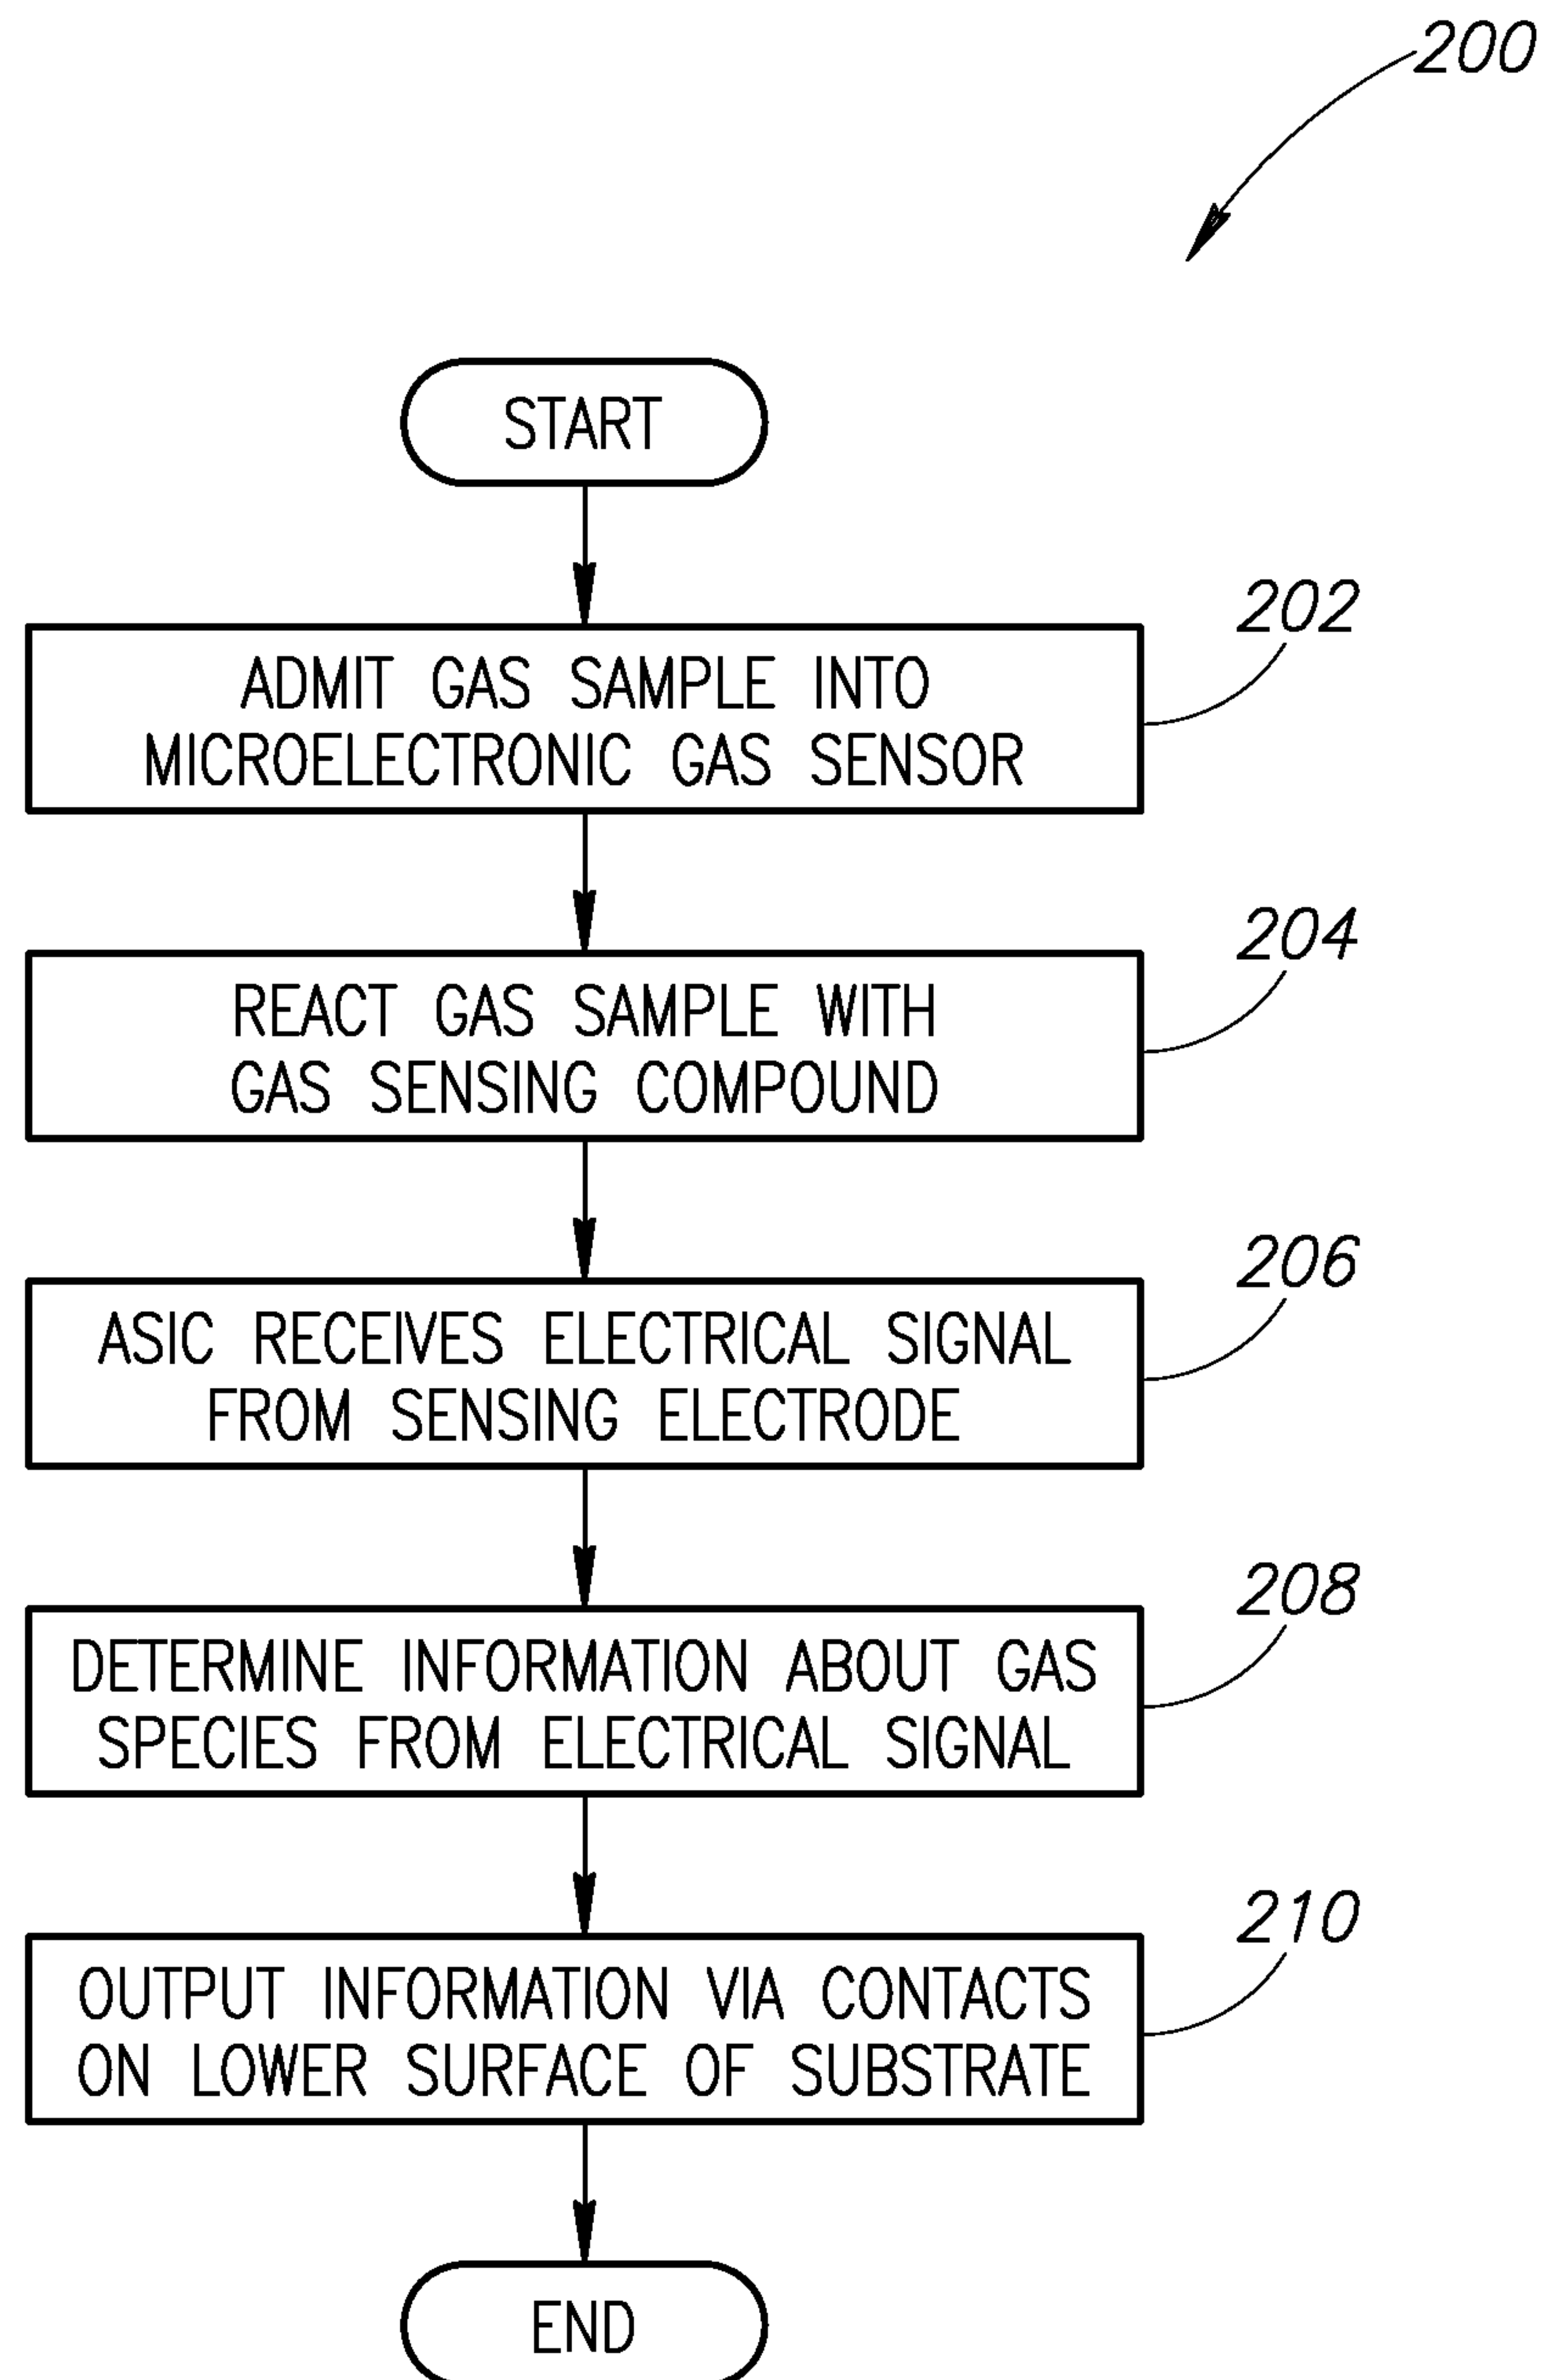 200
START
202
ADMIT GAS SAMPLE INTO
MICROELECTRONIC GAS SENSOR
204
REACT GAS SAMPLE WITH
GAS SENSING COMPOUND
206
ASIC RECEIVES ELECTRICAL SIGNAL
FROM SENSING ELECTRODE
208
DETERMINE INFORMATION ABOUT GAS
SPECIES FROM ELECTRICAL SIGNAL
210
OUTPUT INFORMATION VIA CONTACTS
ON LOWER SURFACE OF SUBSTRATE
END